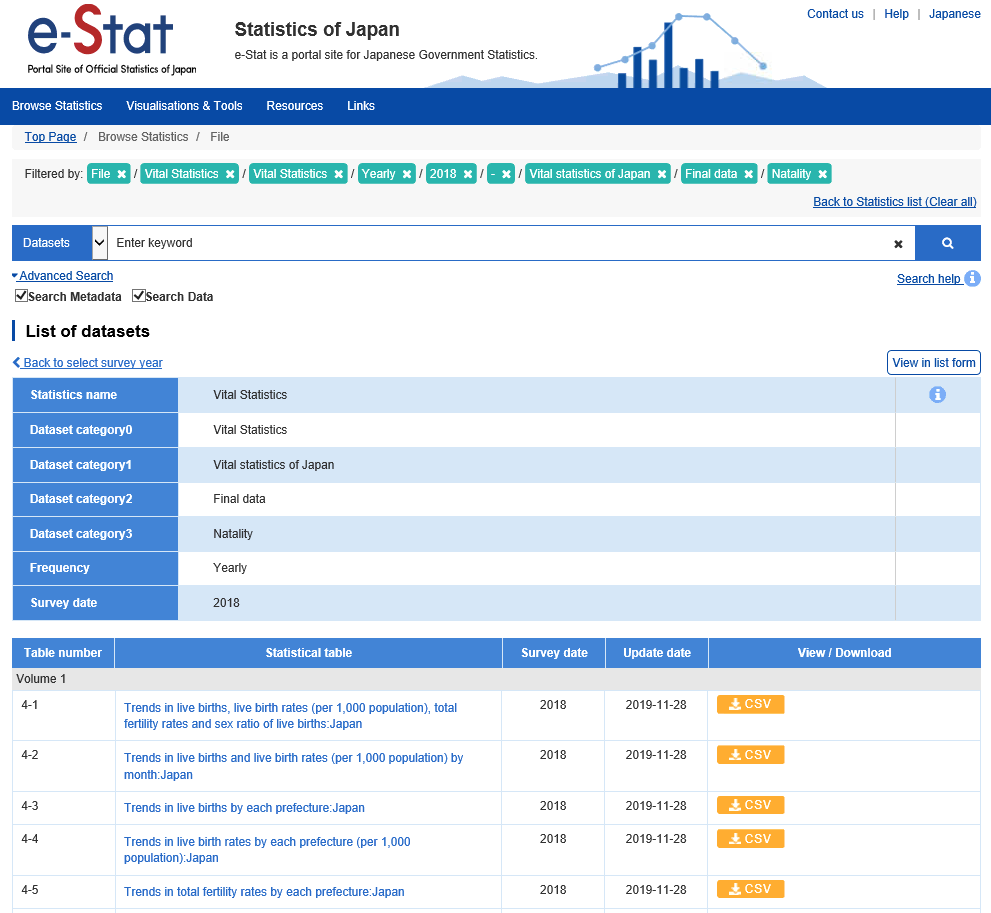 e-Stat
Portal Site of Official Statistics of Japan
Statistics of Japan
e-Stat is a portal site for Japanese Government Statistics.
Contact us | Help | Japanese
Browse Statistics Visualisations & Tools Resources Links
Top Page / Browse Statistics / File
Filtered by: File / Vital Statistics / Vital Statistics / Yearly / 2018 / - / Vital statistics of Japan / Final data / Natality
Back to Statistics list (Clear all)
Datasets Enter keyword
Advanced Search
Search help
Search Metadata Search Data
List of datasets
Back to select survey year
View in list form
Statistics name Vital Statistics
Dataset category0 Vital Statistics
Dataset category1 Vital statistics of Japan
Dataset category2 Final data
Dataset category3 Natality
Frequency Yearly
Survey date 2018
Table number Statistical table Survey date Update date View / Download
Volume 1
4-1 Trends in live births, live birth rates (per 1,000 population), total 2018 2019-11-28 CSV
fertility rates and sex ratio of live births:Japan
4-2 Trends in live births and live birth rates (per 1,000 population) by 2018 2019-11-28 CSV
month:Japan
4-3 Trends in live births by each prefecture:Japan 2018 2019-11-28 CSV
4-4 Trends in live birth rates by each prefecture (per 1,000 2018 2019-11-28 CSV
population):Japan
4-5 Trends in total fertility rates by each prefecture:Japan 2018 2019-11-28 CSV